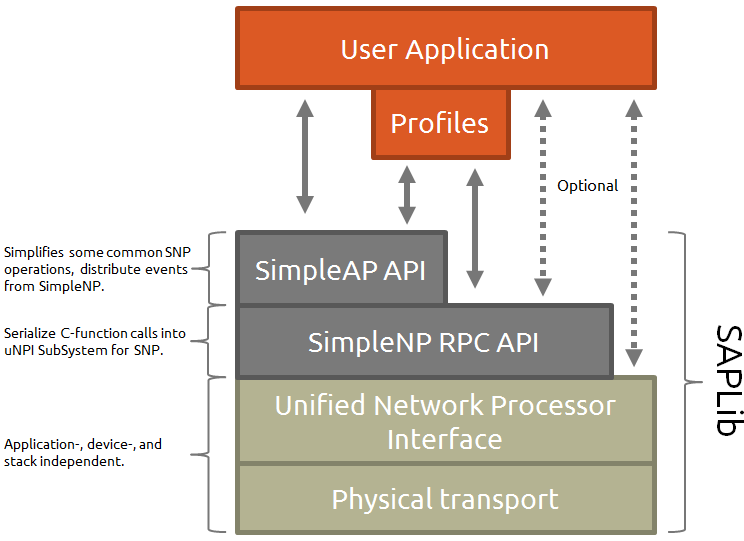 User Application
Profiles
Optional
Simplifies some common SNP
operations, distribute events
from SimpleNP.
SimpleAP API
Serialize C-function calls into
uNPI SubSystem for SNP.
SimpleNP RPC API
SAPLib
Unified Network Processor
Interface
Application-, device-, and
stack independent.
Physical transport